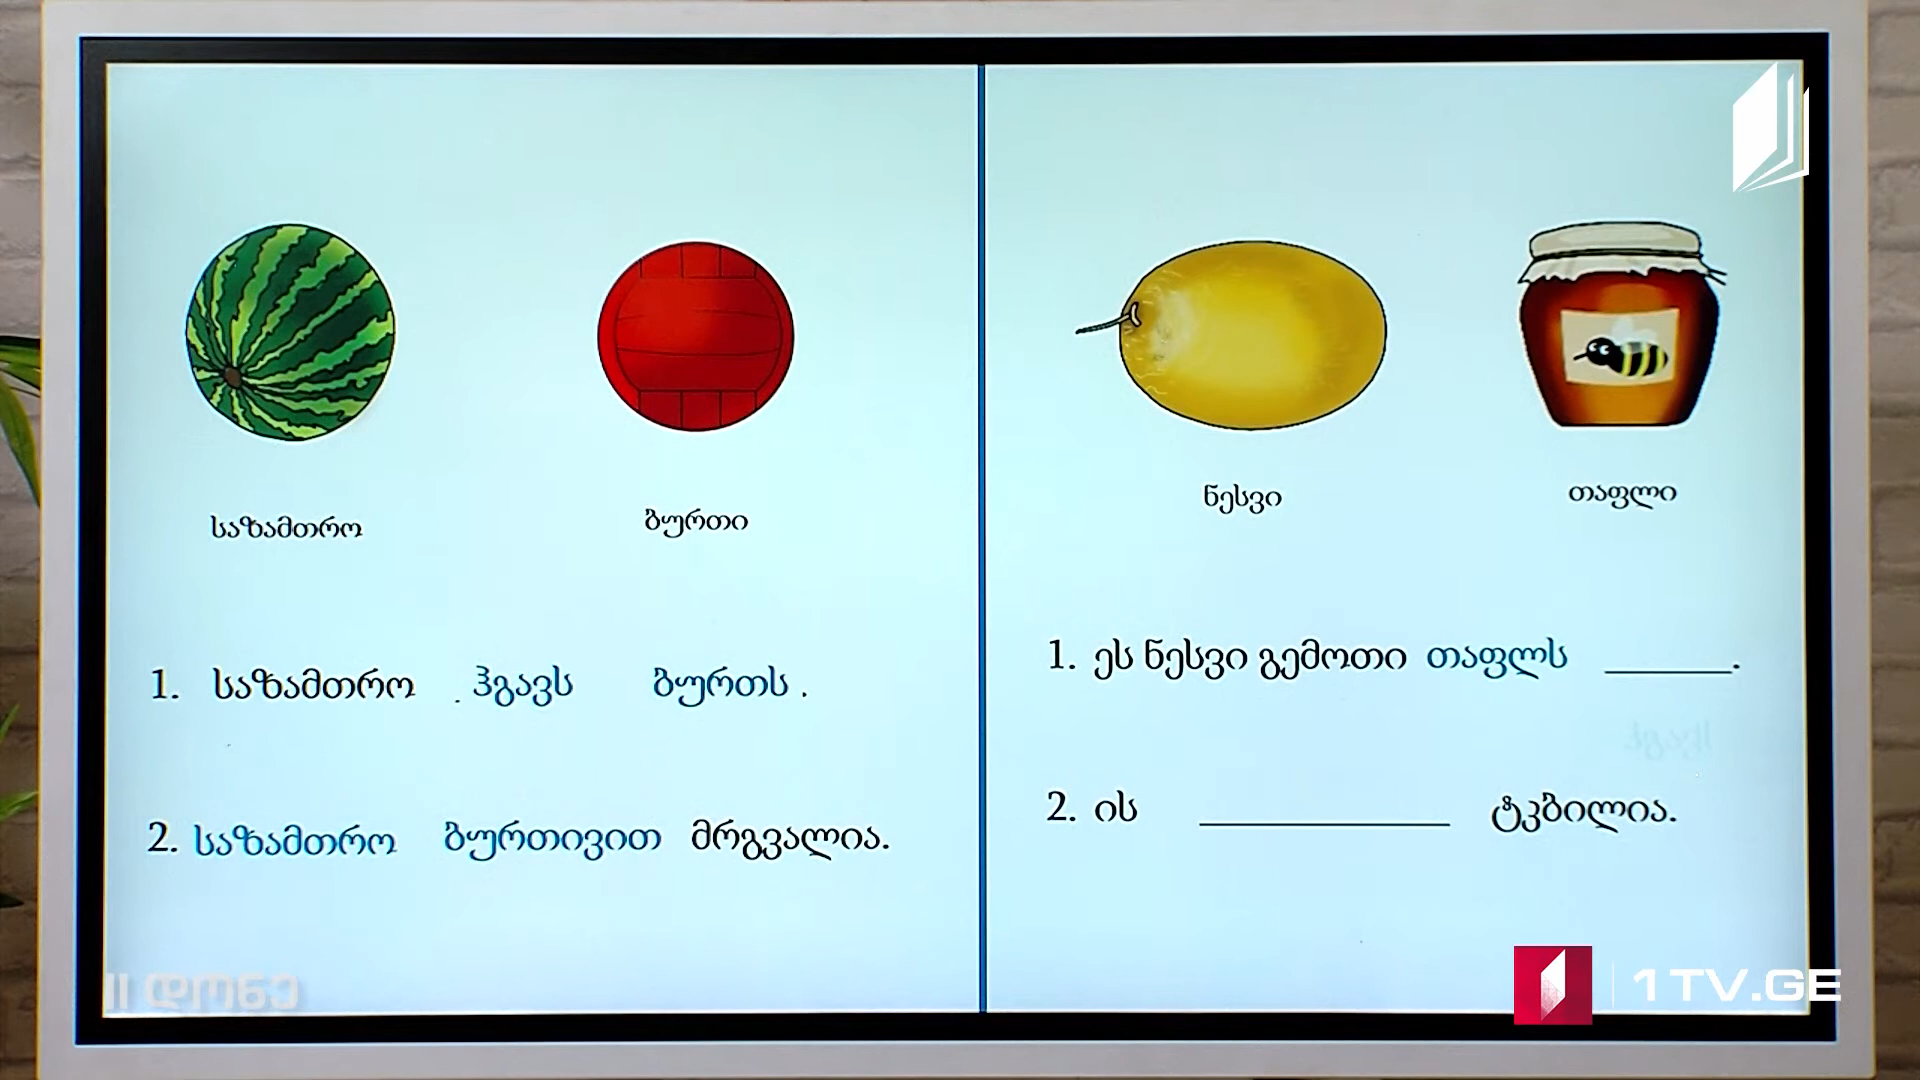 საზამთრო
ბურთი
1. საზამთრო . ჰგავს ბურთს .
2. საზამთრო ბურთივით მრგვალია.
ნესვი
თაფლი
1. ეს ნესვი გემოთი თაფლს ______.
ჰგავს
2. ის ____________ ტკბილია.
II დონე
1TV.GE